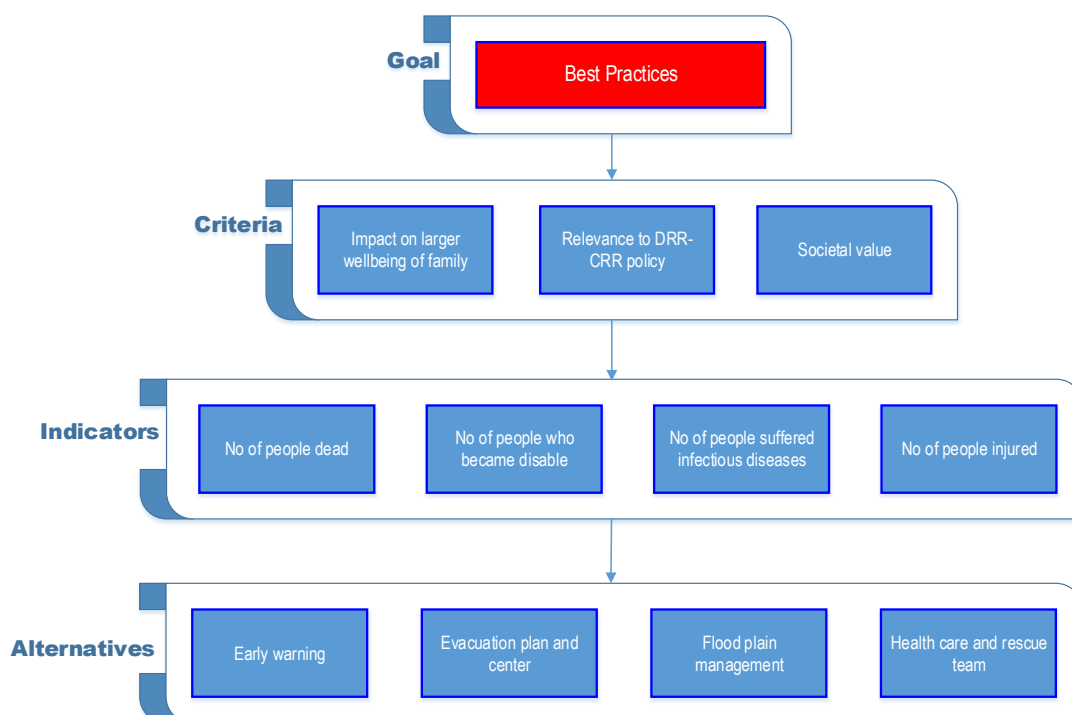 Goal
Best Practices
Criteria
Impact on larger
wellbeing of family
Relevance to DRR-
CRR policy
Societal value
Indicators
No of people dead
No of people who
became disable
No of people suffered
infectious diseases
No of people injured
Alternatives
Early warning
Evacuation plan and
center
Flood plain
management
Health care and rescue
team